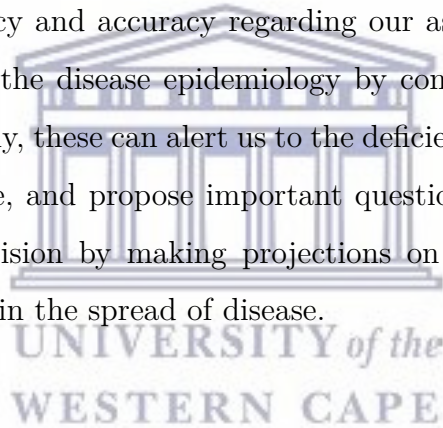 cy and accuracy regarding our as
the disease epidemiology by con
y, these can alert us to the deficie
e, and propose important questio
ision by making projections on
in the spread of disease.
UNIVERSITY of the
WESTERN CAPE